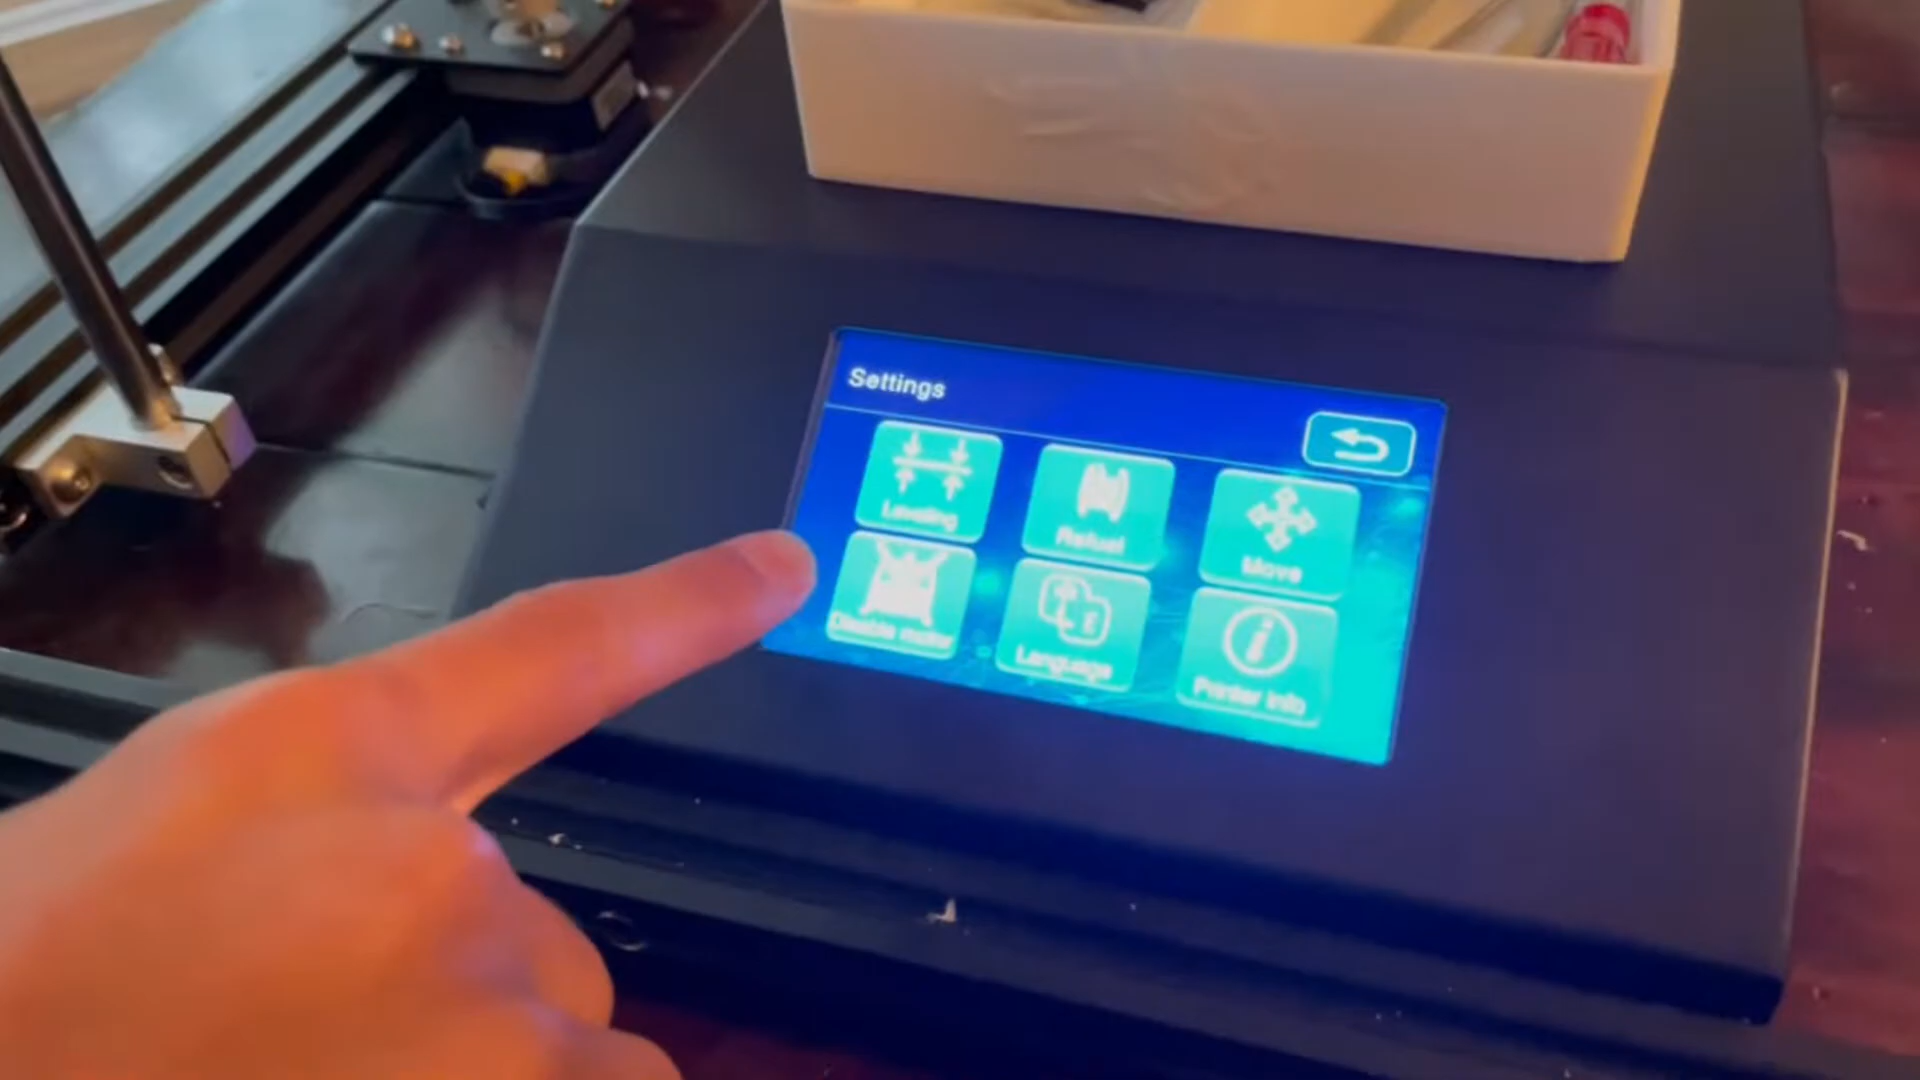 Settings
Leveling
Refuel
Move
Disable motor
Language
Printer info